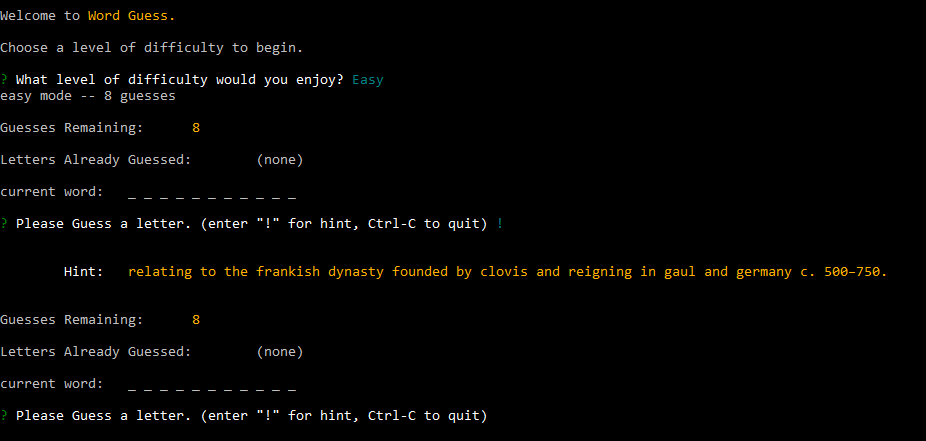 Welcome to Word Guess.
Choose a level of difficulty to begin.
? What level of difficulty would you enjoy? Easy
easy mode -- 8 guesses
Guesses Remaining: 8
Letters Already Guessed: (none)
current word: _ _ _ _ _ _ _ _ _ _ _
? Please Guess a letter. (enter "!" for hint, Ctrl-C to quit) !
Hint: relating to the frankish dynasty founded by clovis and reigning in gaul and germany c. 500–750.
Guesses Remaining: 8
Letters Already Guessed: (none)
current word: _ _ _ _ _ _ _ _ _ _ _
? Please Guess a letter. (enter "!" for hint, Ctrl-C to quit)